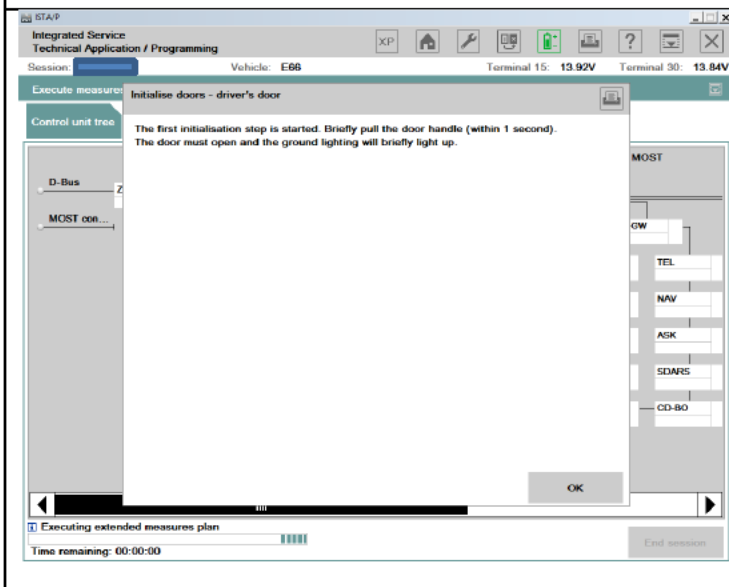 ISTA/P
Integrated Service
Technical Application / Programming
XP
?
Session:
Vehicle: E66
Terminal 15: 13.92V
Terminal 30: 13.84V
Execute measures
Control unit tree
Initialise doors - driver's door
The first initialisation step is started. Briefly pull the door handle (within 1 second).
The door must open and the ground lighting will briefly light up.
MOST
D-Bus
Z
MOST con...
GW
TEL
NAV
ASK
SDARS
CD-BO
OK
Executing extended measures plan
Time remaining: 00:00:00
End session